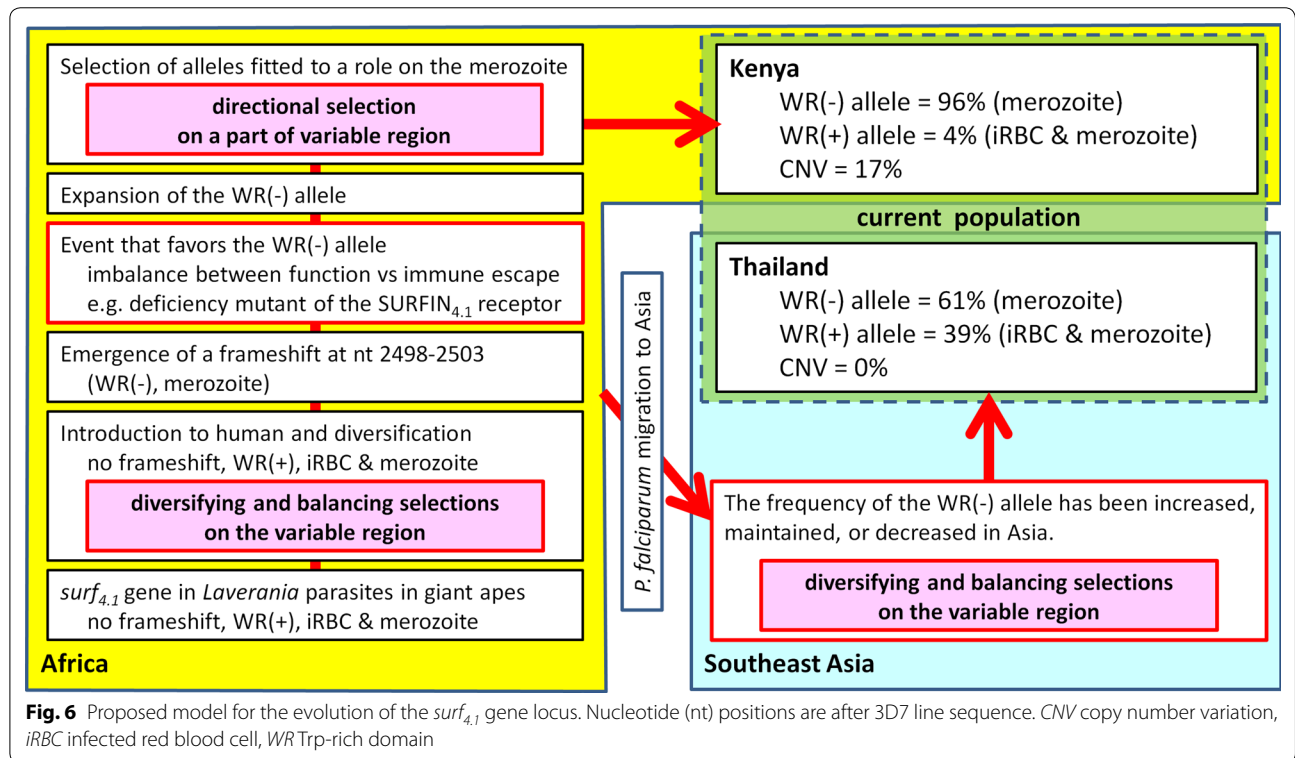 Selection of alleles fitted to a role on the merozoite
directional selection
on a part of variable region
Expansion of the WR(-) allele
Event that favors the WR(-) allele
imbalance between function vs immune escape
e.g. deficiency mutant of the SURFIN4.1 receptor
Emergence of a frameshift at nt 2498-2503
(WR(-), merozoite)
Introduction to human and diversification
no frameshift, WR(+), iRBC & merozoite
diversifying and balancing selections
on the variable region
surf4.1 gene in Laverania parasites in giant apes
no frameshift, WR(+), iRBC & merozoite
Africa
P. falciparum migration to Asia
Kenya
WR(-) allele = 96% (merozoite)
WR(+) allele = 4% (iRBC & merozoite)
CNV = 17%
current population
Thailand
WR(-) allele = 61% (merozoite)
WR(+) allele = 39% (iRBC & merozoite)
CNV = 0%
The frequency of the WR(-) allele has been increased,
maintained, or decreased in Asia.
diversifying and balancing selections
on the variable region
Southeast Asia
Fig. 6 Proposed model for the evolution of the surf4.1 gene locus. Nucleotide (nt) positions are after 3D7 line sequence. CNV copy number variation,
iRBC infected red blood cell, WR Trp-rich domain